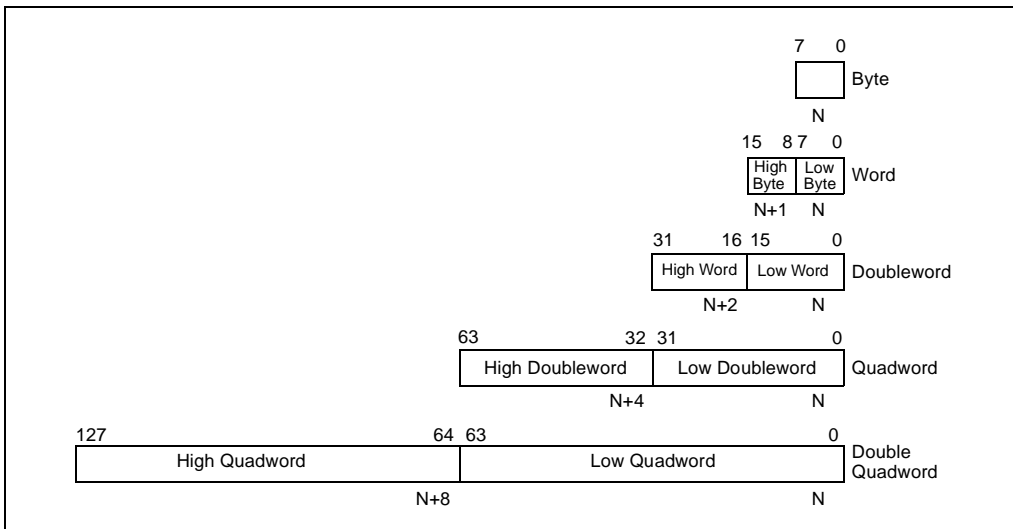 7 0
Byte
N
15 8 7 0
High Byte Low Byte Word
N+1 N
31 16 15 0
High Word Low Word Doubleword
N+2 N
63 32 31 0
High Doubleword Low Doubleword Quadword
N+4 N
127 64 63 0
High Quadword Low Quadword Double Quadword
N+8 N